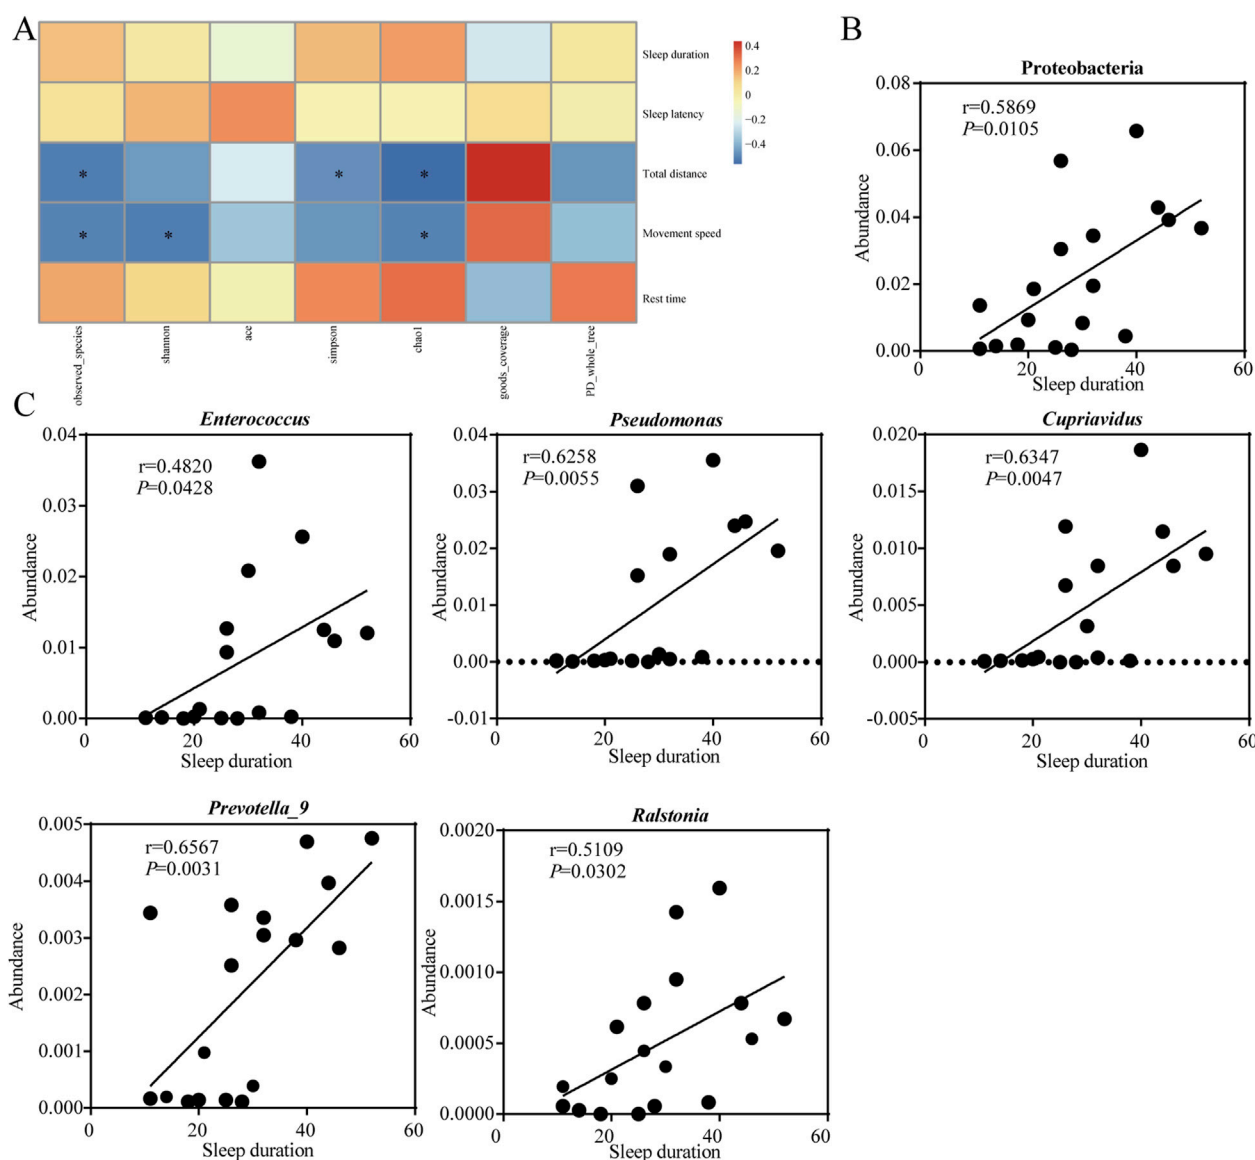 A
Sleep duration
Sleep latency
Total distance
Movement speed
Rest time
0.4
0.2
0
−0.2
−0.4
*
*
*
*
*
*
observed_species
shannon
ace
simpson
chao1
goods_coverage
PD_whole_tree
B
Proteobacteria
r=0.5869
P=0.0105
Abundance
0.08
0.06
0.04
0.02
0.00
0
20
40
60
Sleep duration
C
Enterococcus
r=0.4820
P=0.0428
Abundance
0.04
0.03
0.02
0.01
0.00
0
20
40
60
Sleep duration
Pseudomonas
r=0.6258
P=0.0055
Abundance
0.04
0.03
0.02
0.01
0.00
-0.01
0
20
40
60
Sleep duration
Cupriavidus
r=0.6347
P=0.0047
Abundance
0.020
0.015
0.010
0.005
0.000
-0.005
0
20
40
60
Sleep duration
Prevotella_9
r=0.6567
P=0.0031
Abundance
0.005
0.004
0.003
0.002
0.001
0.000
0
20
40
60
Sleep duration
Ralstonia
r=0.5109
P=0.0302
Abundance
0.0020
0.0015
0.0010
0.0005
0.0000
0
20
40
60
Sleep duration